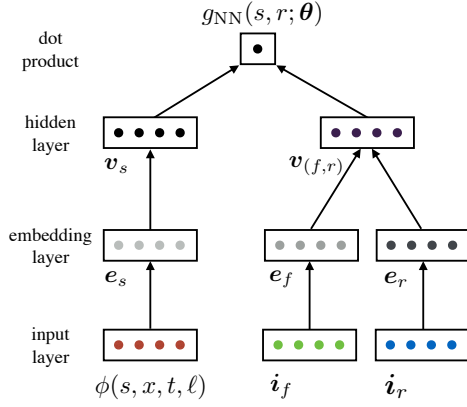 g_NN(s, r; θ)
dot
product
hidden
layer
v_s
v_(f,r)
embedding
layer
e_s
e_f
e_r
input
layer
ϕ(s, x, t, ℓ)
i_f
i_r